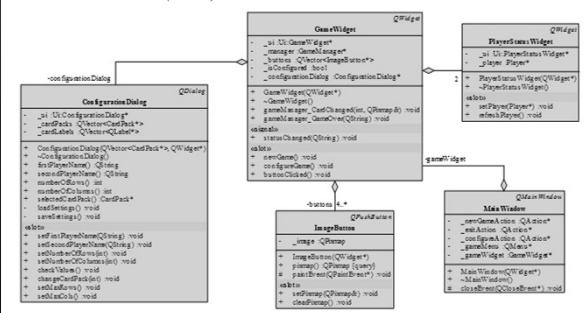 QWidget
GameWidget
- _ui :Ui::GameWidget*
- _manager :GameManager*
- _buttons :QVector<ImageButton*>
- _isConfigured :bool
- _configurationDialog :ConfigurationDialog*
+ GameWidget(QWidget*)
+ ~GameWidget()
+ gameManager_CardChanged(int, QPixmap&) :void
+ gameManager_GameOver(QString) :void
«signal»
+ statusChanged(QString) :void
«slot»
+ newGame() :void
+ configureGame() :void
+ buttonClicked() :void
QWidget
PlayerStatusWidget
- _ui :Ui::PlayerStatusWidget*
- _player :Player*
+ PlayerStatusWidget(QWidget*)
+ ~PlayerStatusWidget()
«slot»
+ setPlayer(Player*) :void
+ refreshPlayer() :void
2
-configurationDialog
QDialog
ConfigurationDialog
- _ui :Ui::ConfigurationDialog*
- _cardPacks :QVector<CardPack*>
- _cardLabels :QVector<QLabel*>
+ ConfigurationDialog(QVector<CardPack*>, QWidget*)
+ ~ConfigurationDialog()
+ firstPlayerName() :QString
+ secondPlayerName() :QString
+ numberOfRows() :int
+ numberOfColumns() :int
+ selectedCardPack() :CardPack*
- loadSettings() :void
- saveSettings() :void
«slot»
+ setFirstPlayerName(QString) :void
+ setSecondPlayerName(QString) :void
+ setNumberOfRows(int) :void
+ setNumberOfColumns(int) :void
+ checkValues() :void
+ changeCardPack(int) :void
+ setMaxRows() :void
+ setMaxCols() :void
-buttons 4..*
QPushButton
ImageButton
- _image :QPixmap
+ ImageButton(QWidget*)
+ pixmap() :QPixmap {query}
# paintEvent(QPaintEvent*) :void
«slot»
+ setPixmap(QPixmap&) :void
+ clearPixmap() :void
-gameWidget
QMainWindow
MainWindow
- _newGameAction :QAction*
- _exitAction :QAction*
- _configureAction :QAction*
- _gameMenu :QMenu*
- _gameWidget :GameWidget*
+ MainWindow(QWidget*)
+ ~MainWindow()
# closeEvent(QCloseEvent*) :void